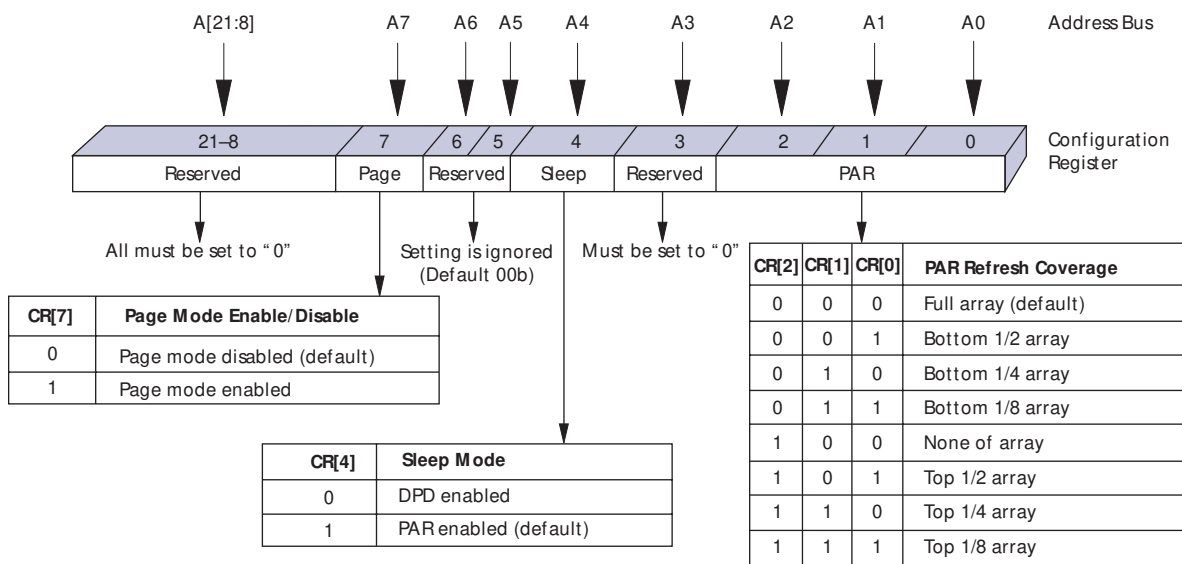 A[21:8] A7 A6 A5 A4 A3 A2 A1 A0 Address Bus
21–8 7 6 5 4 3 2 1 0 Configuration Register
Reserved Page Reserved Sleep Reserved PAR
All must be set to “0”
Setting is ignored
(Default 00b)
Must be set to “0”
CR[7] Page Mode Enable/Disable
0 Page mode disabled (default)
1 Page mode enabled
CR[4] Sleep Mode
0 DPD enabled
1 PAR enabled (default)
CR[2] CR[1] CR[0] PAR Refresh Coverage
0 0 0 Full array (default)
0 0 1 Bottom 1/2 array
0 1 0 Bottom 1/4 array
0 1 1 Bottom 1/8 array
1 0 0 None of array
1 0 1 Top 1/2 array
1 1 0 Top 1/4 array
1 1 1 Top 1/8 array